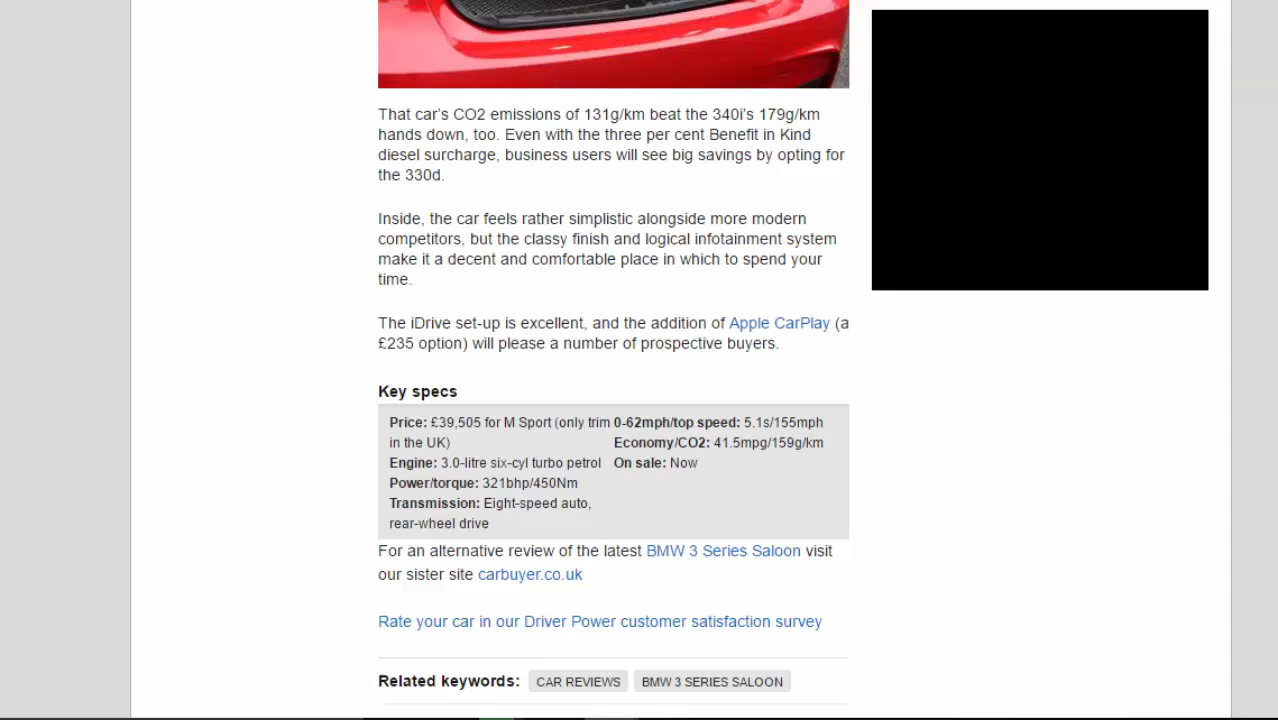 That car's CO2 emissions of 131g/km beat the 340i's 179g/km
hands down, too. Even with the three per cent Benefit in Kind
diesel surcharge, business users will see big savings by opting for
the 330d.
Inside, the car feels rather simplistic alongside more modern
competitors, but the classy finish and logical infotainment system
make it a decent and comfortable place in which to spend your
time.
The iDrive set-up is excellent, and the addition of Apple CarPlay (a
£235 option) will please a number of prospective buyers.
Key specs
Price: £39,505 for M Sport (only trim
in the UK)
Engine: 3.0-litre six-cyl turbo petrol
Power/torque: 321bhp/450Nm
Transmission: Eight-speed auto,
rear-wheel drive
0-62mph/top speed: 5.1s/155mph
Economy/CO2: 41.5mpg/159g/km
On sale: Now
For an alternative review of the latest BMW 3 Series Saloon visit
our sister site carbuyer.co.uk
Rate your car in our Driver Power customer satisfaction survey
Related keywords: CAR REVIEWS BMW 3 SERIES SALOON